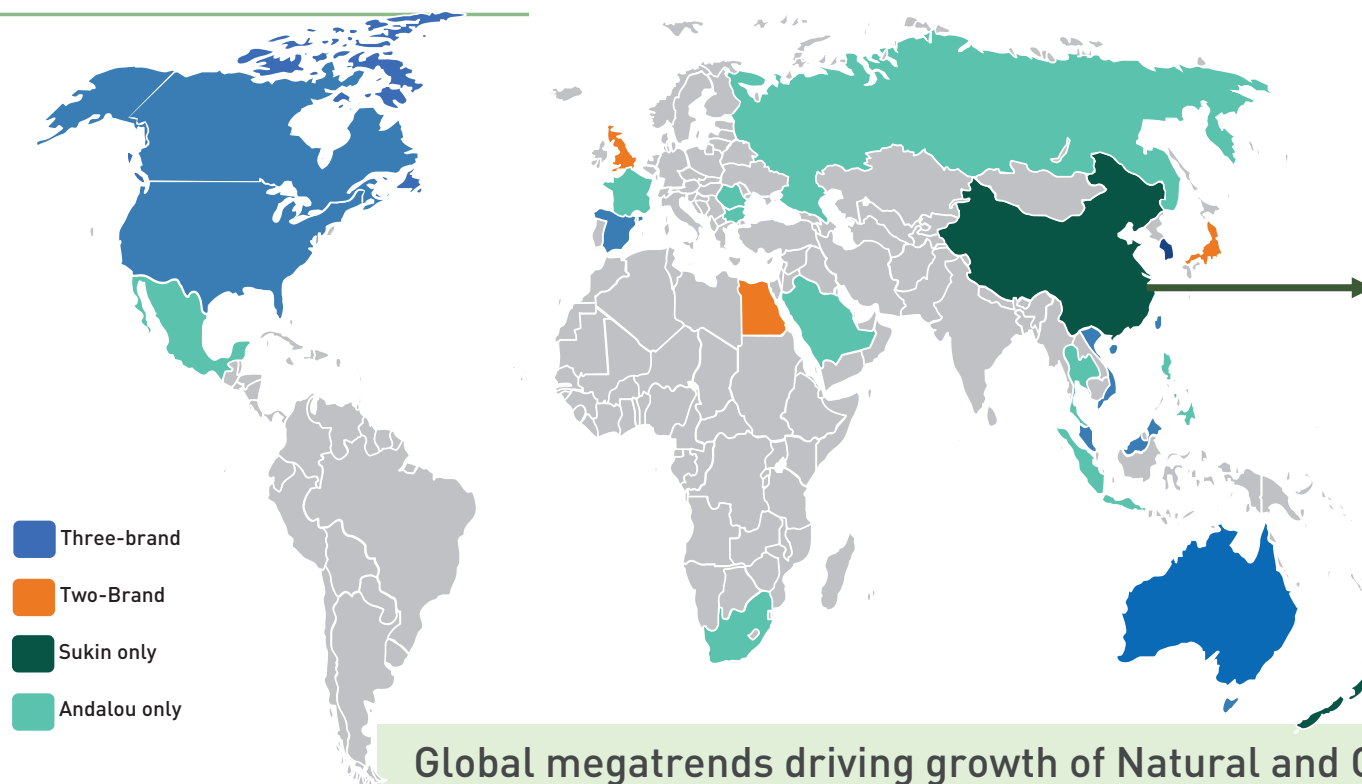 Three-brand
Two-Brand
Sukin only
Andalou only
Global megatrends driving growth of Natural and